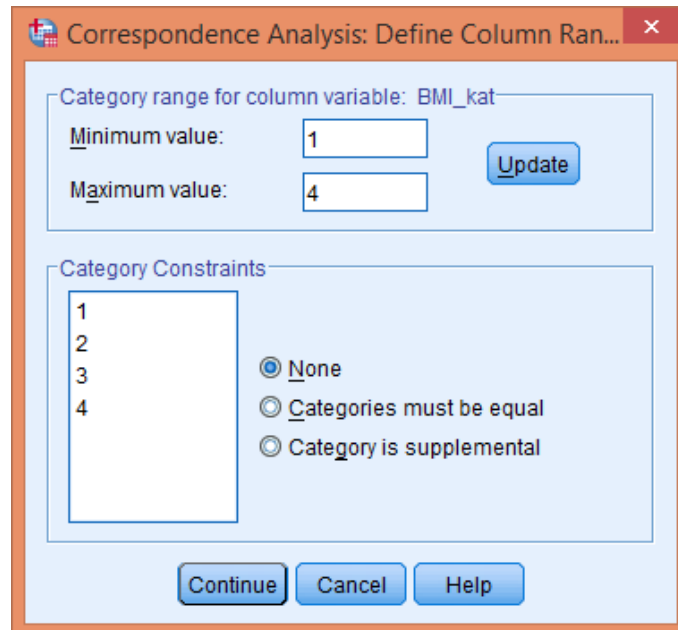 Correspondence Analysis: Define Column Ran...
Category range for column variable: BMI_kat
Minimum value:
1
Update
Maximum value:
4
Category Constraints
1
2
3
4
None
Categories must be equal
Category is supplemental
Continue
Cancel
Help